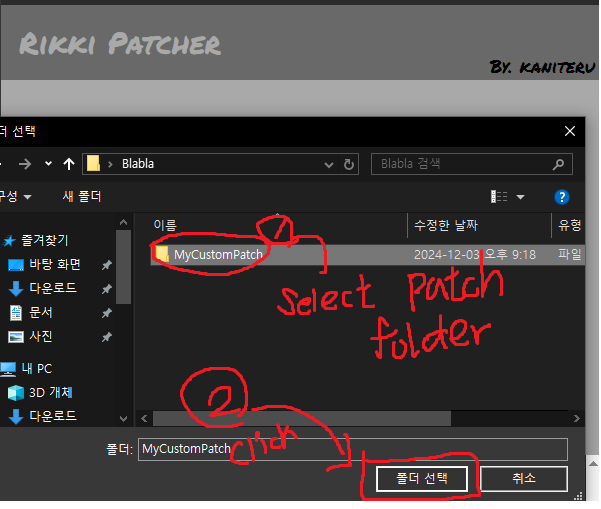 Rikki Patcher
By. kaniteru
더 선택
Blabla
Blabla 검색
구성
새 폴더
이름
수정한 날짜
유형
1
즐겨찾기
MyCustomPatch
2024-12-03 오후 9:18
파일
바탕 화면
다운로드
Select patch
문서
folder
사진
내 PC
3D 개체
2
다운로드
폴더:
MyCustomPatch
click
폴더 선택
취소